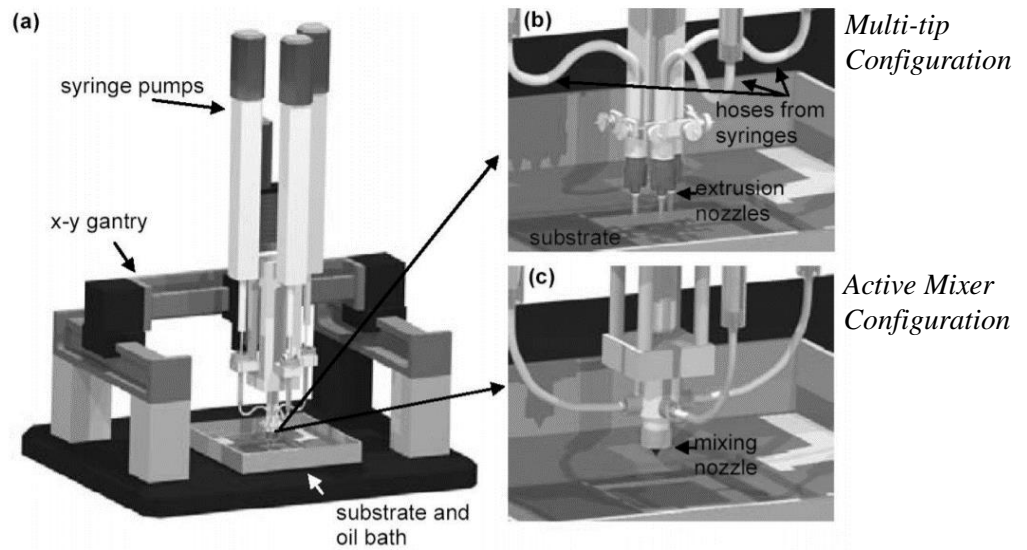 (a)
syringe pumps
x-y gantry
substrate and
oil bath
(b)
hoses from
syringes
extrusion
nozzles
substrate
Multi-tip
Configuration
(c)
mixing
nozzle
Active Mixer
Configuration